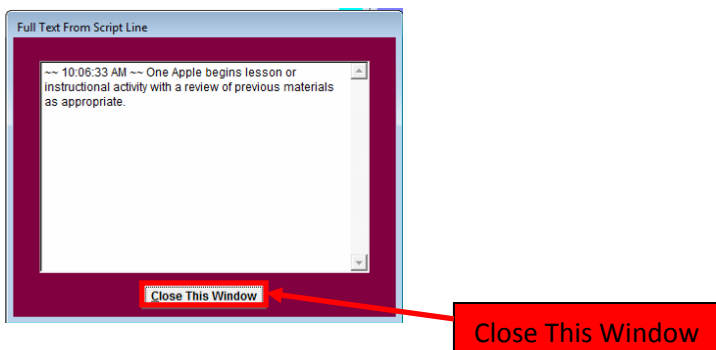 Full Text From Script Line
~~ 10:06:33 AM ~~ One Apple begins lesson or
instructional activity with a review of previous materials
as appropriate.
Close This Window
Close This Window